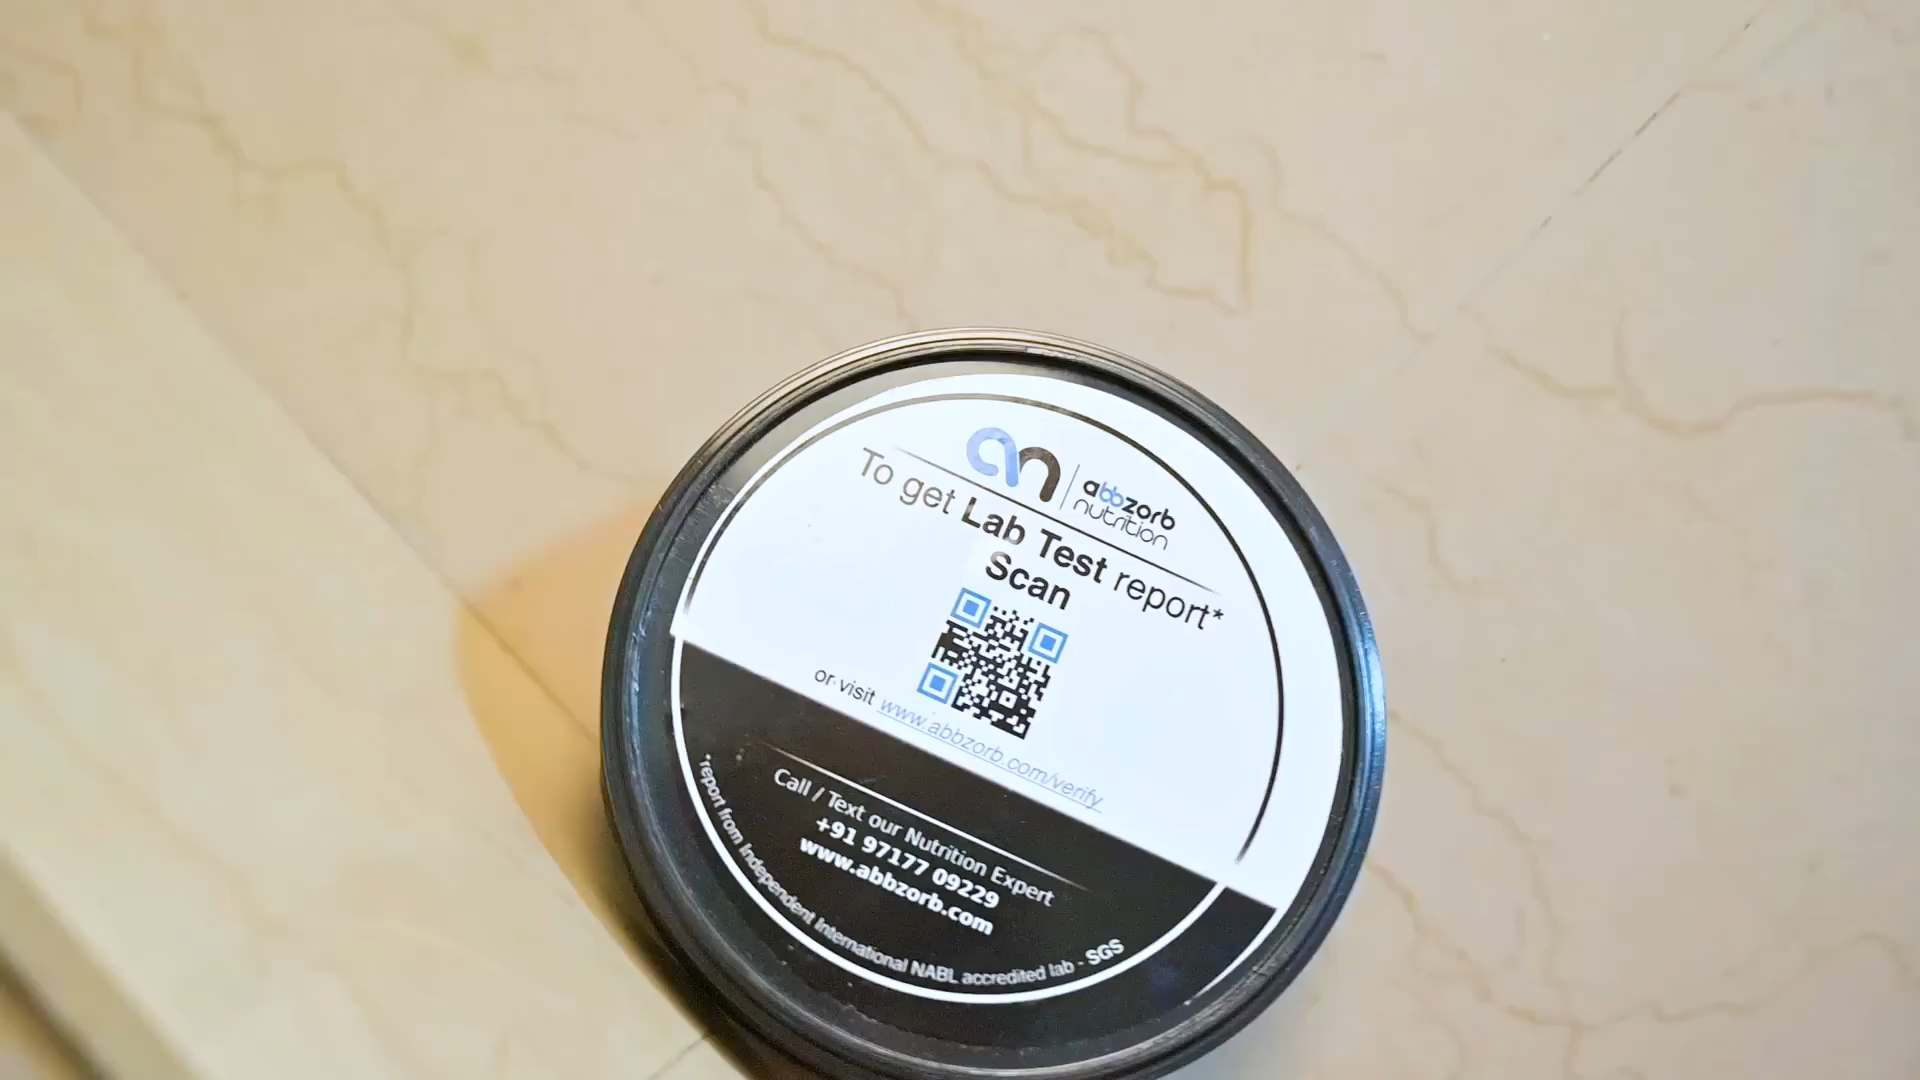 an
abbzorb
nutrition
To get Lab Test report*
Scan
or visit www.abbzorb.com/verify
Call / Text our Nutrition Expert
+91 97177 09229
www.abbzorb.com
*report from Independent International NABL accredited lab - SGS